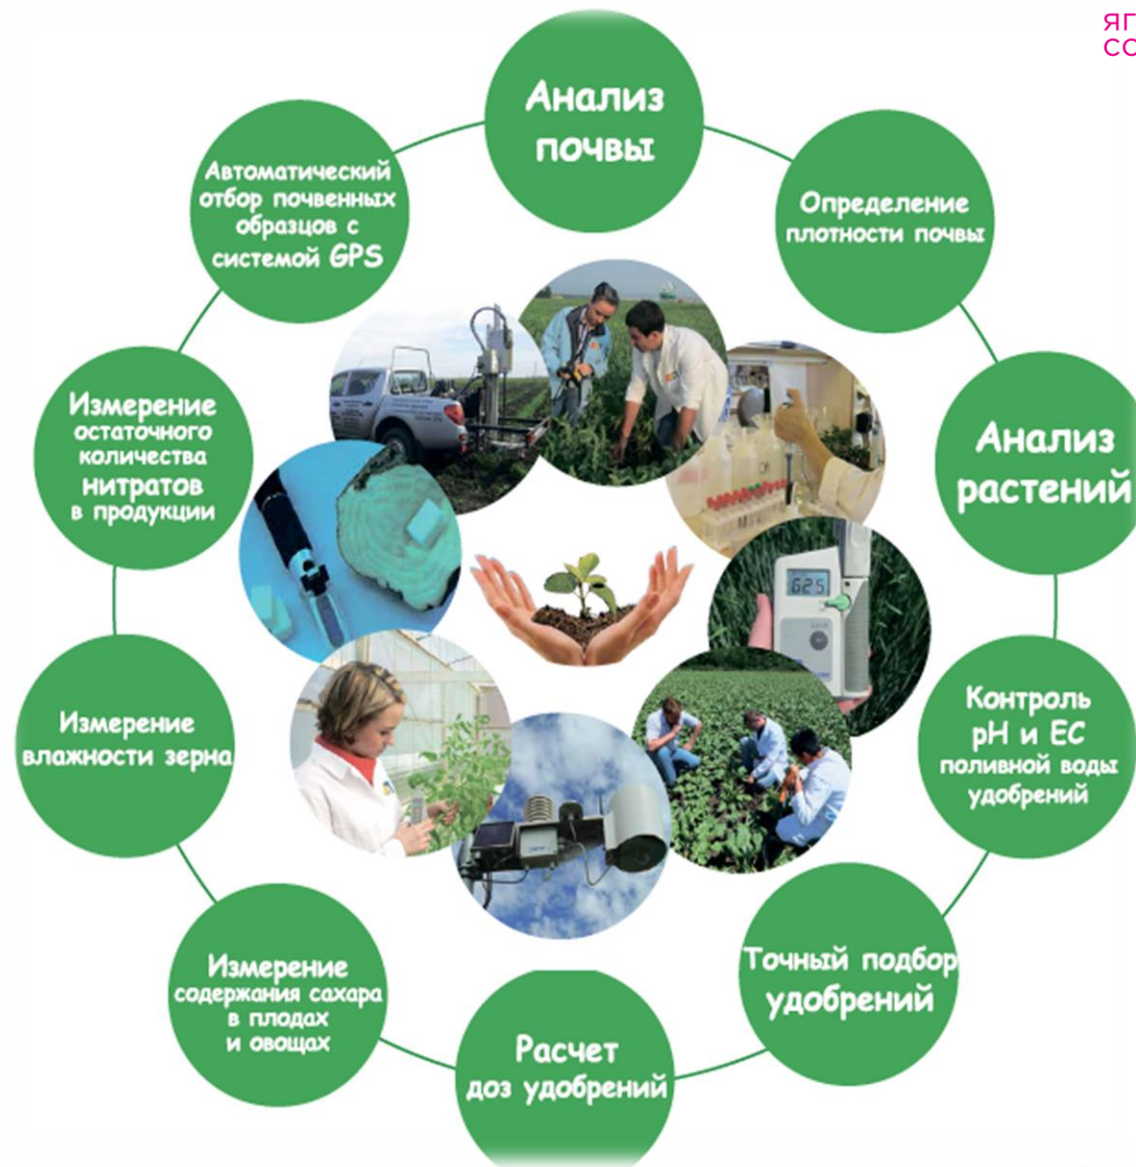 ЯГ
СО
Анализ
почвы
Определение
плотности почвы
Анализ
растений
Контроль
pH и EC
поливной воды
удобрений
Точный подбор
удобрений
Расчет
доз удобрений
Измерение
содержания сахара
в плодах
и овощах
Измерение
влажности зерна
Измерение
остаточного
количества
нитратов
в продукции
Автоматический
отбор почвенных
образцов с
системой GPS
625